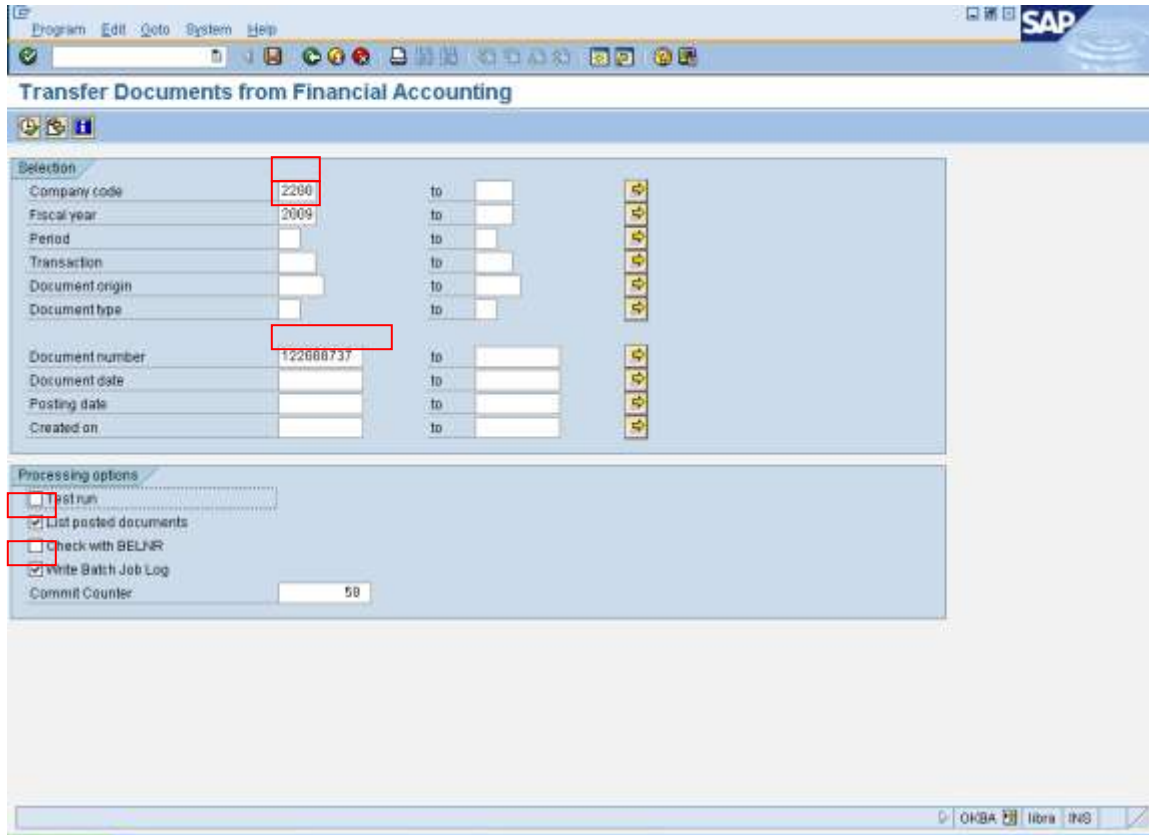 Program Edit Goto System Help
SAP
Transfer Documents from Financial Accounting
Selection
Company code 2200 to
Fiscal year 2009 to
Period to
Transaction to
Document origin to
Document type to
Document number to
Document date to
Posting date to
Created on to
Processing options
Test run
List posted documents
Check with BELNR
Write Batch Job Log
Commit Counter 50
OKBA libra INS